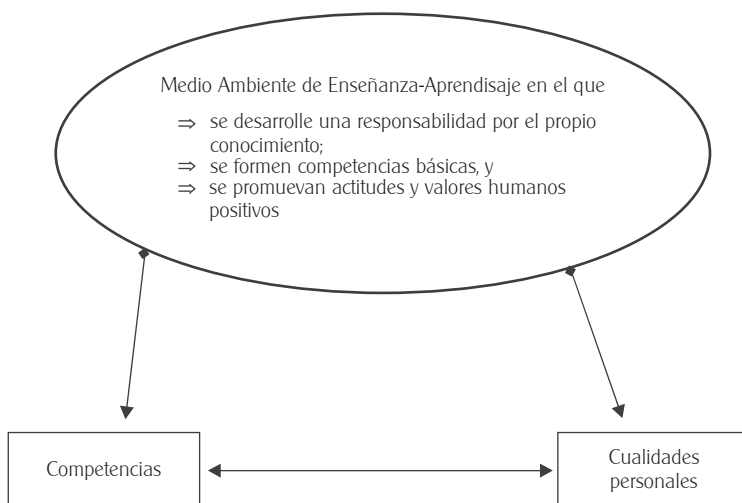 Medio Ambiente de Enseñanza-Aprendisaje en el que
⇒ se desarrolle una responsabilidad por el propio
conocimiento;
⇒ se formen competencias básicas, y
⇒ se promuevan actitudes y valores humanos
positivos
Competencias
Cualidades
personales